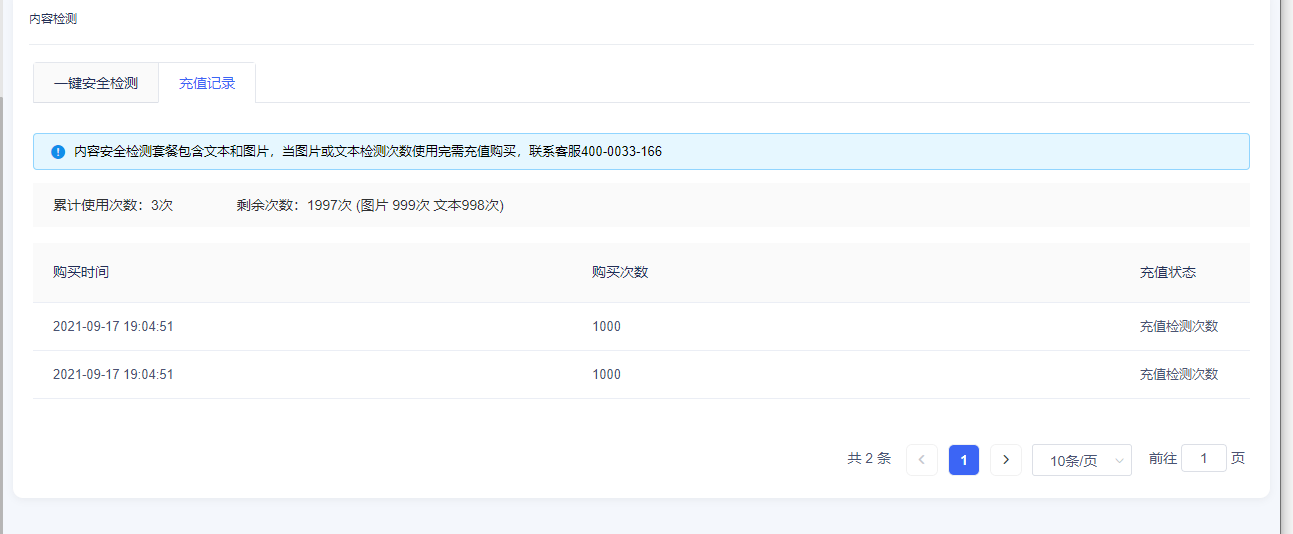 内容检测
一键安全检测 充值记录
内容安全检测套餐包含文本和图片，当图片或文本检测次数使用完需充值购买，联系客服400-0033-166
累计使用次数：3次 剩余次数：1997次 (图片 999次 文本998次)
购买时间 购买次数 充值状态
2021-09-17 19:04:51 1000 充值检测次数
2021-09-17 19:04:51 1000 充值检测次数
共 2 条 1 10条/页 前往 1 页